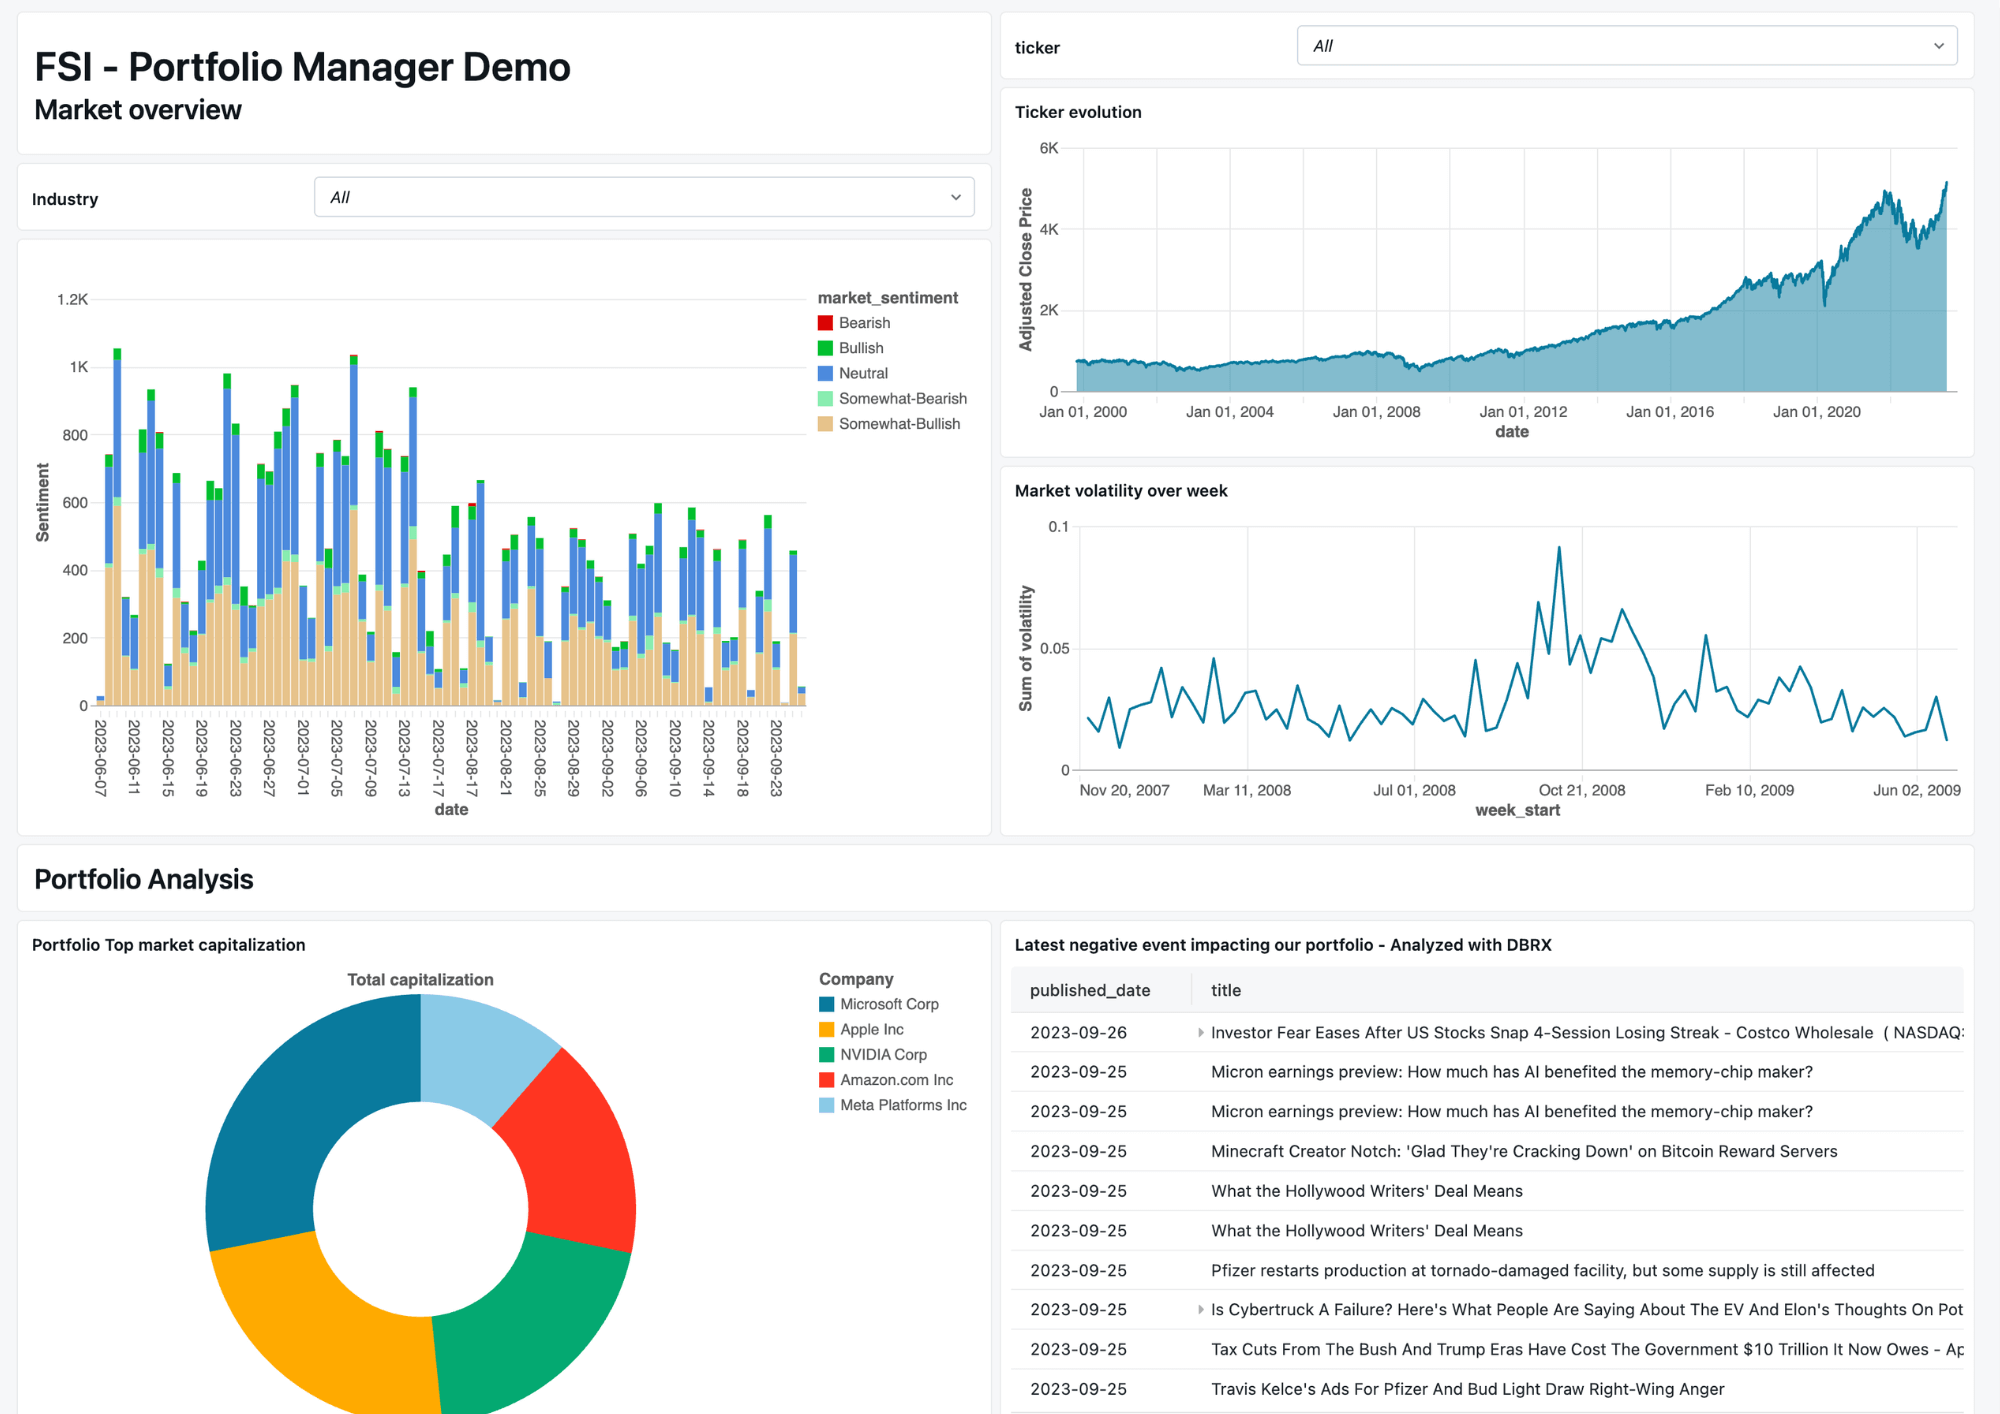 FSI - Portfolio Manager Demo
Market overview
Industry
All
1.2K
1K
800
600
400
200
0
Sentiment
2023-06-07
2023-06-11
2023-06-15
2023-06-19
2023-06-23
2023-06-27
2023-07-01
2023-07-05
2023-07-09
2023-07-13
2023-07-17
2023-08-17
2023-08-21
2023-08-25
2023-08-29
2023-09-02
2023-09-06
2023-09-10
2023-09-14
2023-09-18
2023-09-23
date
market_sentiment
Bearish
Bullish
Neutral
Somewhat-Bearish
Somewhat-Bullish
ticker
All
Ticker evolution
6K
4K
2K
0
Adjusted Close Price
Jan 01, 2000
Jan 01, 2004
Jan 01, 2008
Jan 01, 2012
Jan 01, 2016
Jan 01, 2020
date
Market volatility over week
0.1
0.05
0
Sum of volatility
Nov 20, 2007
Mar 11, 2008
Jul 01, 2008
Oct 21, 2008
Feb 10, 2009
Jun 02, 2009
week_start
Portfolio Analysis
Portfolio Top market capitalization
Total capitalization
Company
Microsoft Corp
Apple Inc
NVIDIA Corp
Amazon.com Inc
Meta Platforms Inc
Latest negative event impacting our portfolio - Analyzed with DBRX
published_date title
2023-09-26 Investor Fear Eases After US Stocks Snap 4-Session Losing Streak - Costco Wholesale ( NASDAQ:
2023-09-25 Micron earnings preview: How much has AI benefited the memory-chip maker?
2023-09-25 Micron earnings preview: How much has AI benefited the memory-chip maker?
2023-09-25 Minecraft Creator Notch: 'Glad They're Cracking Down' on Bitcoin Reward Servers
2023-09-25 What the Hollywood Writers' Deal Means
2023-09-25 What the Hollywood Writers' Deal Means
2023-09-25 Pfizer restarts production at tornado-damaged facility, but some supply is still affected
2023-09-25 Is Cybertruck A Failure? Here's What People Are Saying About The EV And Elon's Thoughts On Pot
2023-09-25 Tax Cuts From The Bush And Trump Eras Have Cost The Government $10 Trillion It Now Owes - Ap
2023-09-25 Travis Kelce's Ads For Pfizer And Bud Light Draw Right-Wing Anger